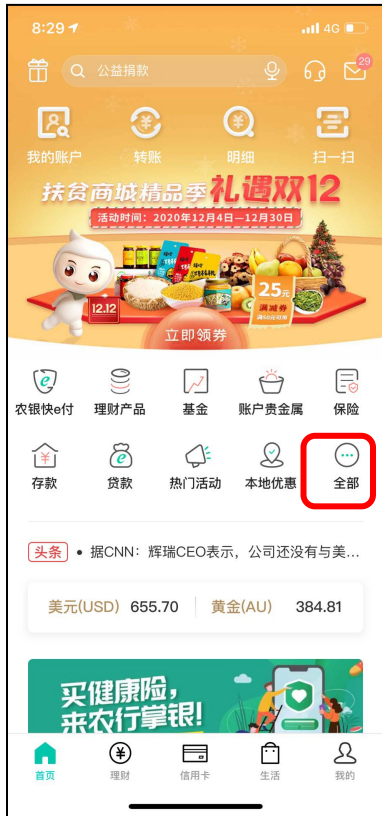 8:29 4G
公益捐款 29
我的账户 转账 明细 扫一扫
扶贫商城精品季礼遇双12
活动时间：2020年12月4日—12月30日
25元
满减券
12.12
立即领券
农银快e付 理财产品 基金 账户贵金属 保险
存款 贷款 热门活动 本地优惠 全部
头条 • 据CNN：辉瑞CEO表示，公司还没有与美...
美元(USD) 655.70 黄金(AU) 384.81
买健康险，
来农行掌银！
首页 理财 信用卡 生活 我的